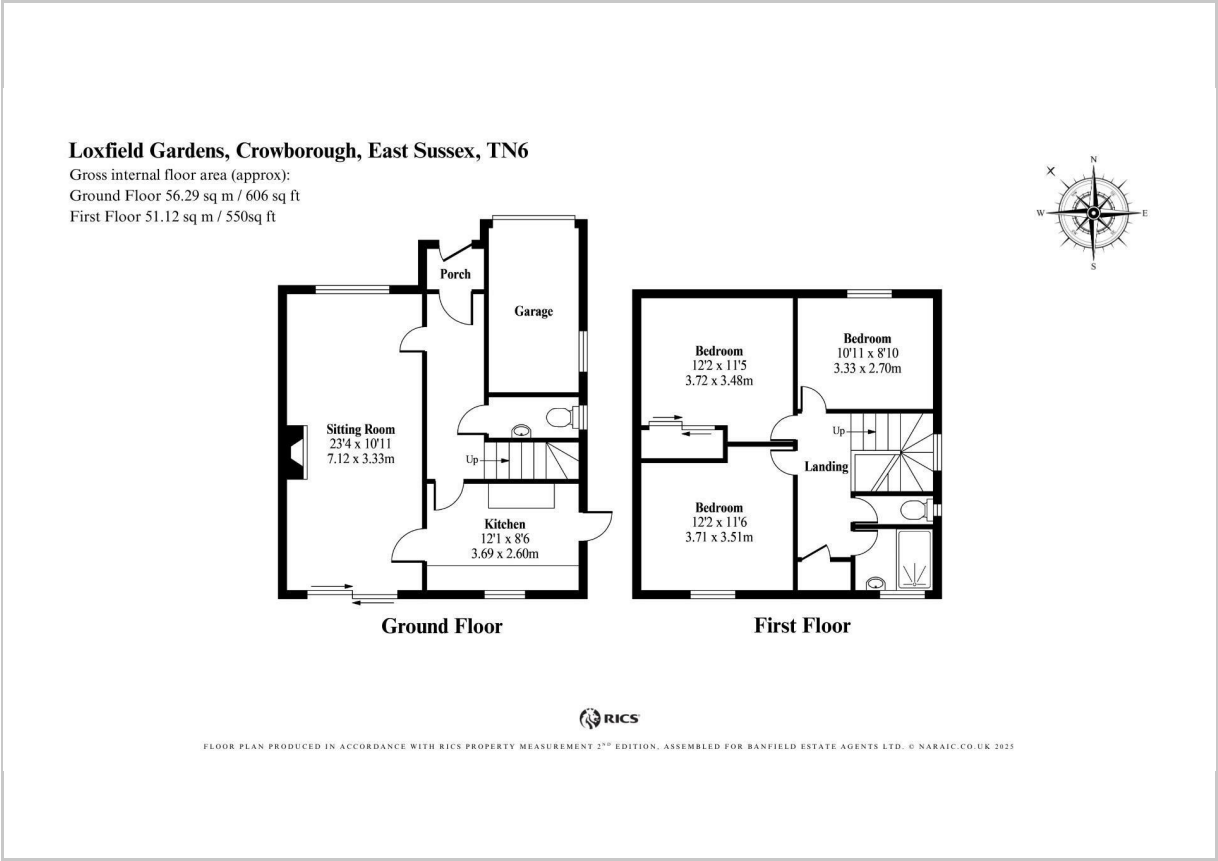 Loxfield Gardens, Crowborough, East Sussex, TN6
Gross internal floor area (approx):
Ground Floor 56.29 sq m / 606 sq ft
First Floor 51.12 sq m / 550sq ft
N
W
E
S
Porch
Garage
Sitting Room
23'4 x 10'11
7.12 x 3.33m
Up
Kitchen
12'1 x 8'6
3.69 x 2.60m
Ground Floor
Bedroom
12'2 x 11'5
3.72 x 3.48m
Bedroom
10'11 x 8'10
3.33 x 2.70m
Up
Landing
Bedroom
12'2 x 11'6
3.71 x 3.51m
First Floor
RICS
FLOOR PLAN PRODUCED IN ACCORDANCE WITH RICS PROPERTY MEASUREMENT 2ND EDITION, ASSEMBLED FOR BANFIELD ESTATE AGENTS LTD. © NARAIC.CO.UK 2025